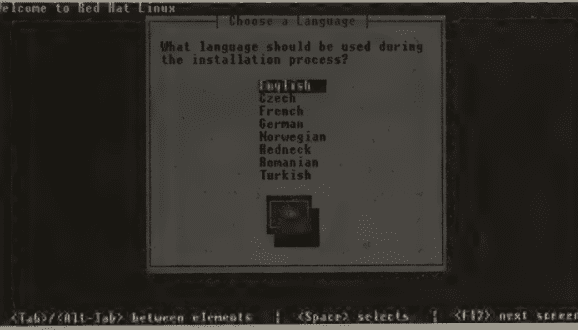 elcome to Red Hat Linux
Choose a Language
What language should be used during
the installation process?
English
Czech
French
German
Norwegian
Redneck
Romanian
Turkish
<Tab>/<Alt-Tab> between elements | <Space> selects | <F12> next screen